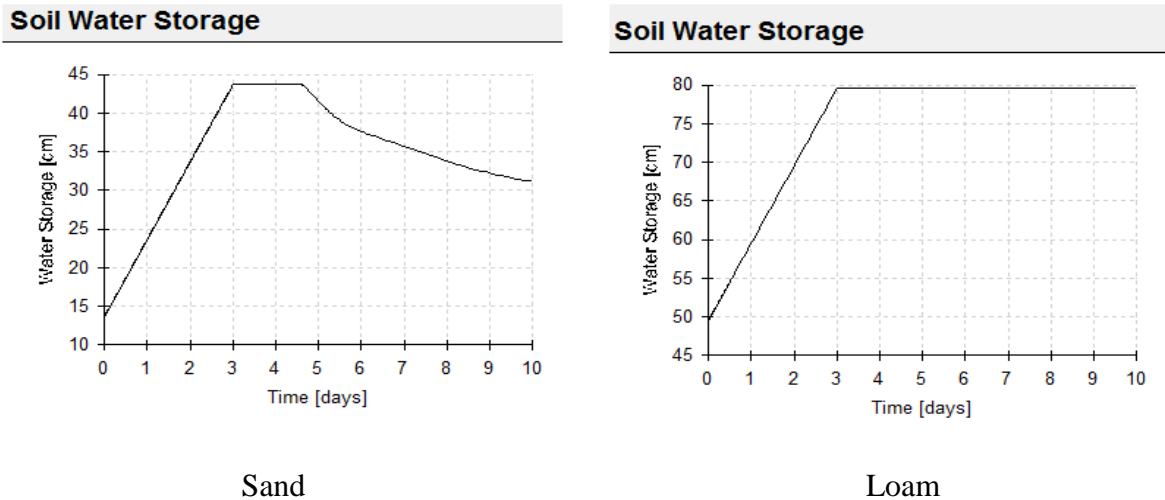 Soil Water Storage
45
40
35
30
25
20
15
10
Water Storage [cm]
0 1 2 3 4 5 6 7 8 9 10
Time [days]
Sand
Soil Water Storage
80
75
70
65
60
55
50
45
Water Storage [cm]
0 1 2 3 4 5 6 7 8 9 10
Time [days]
Loam